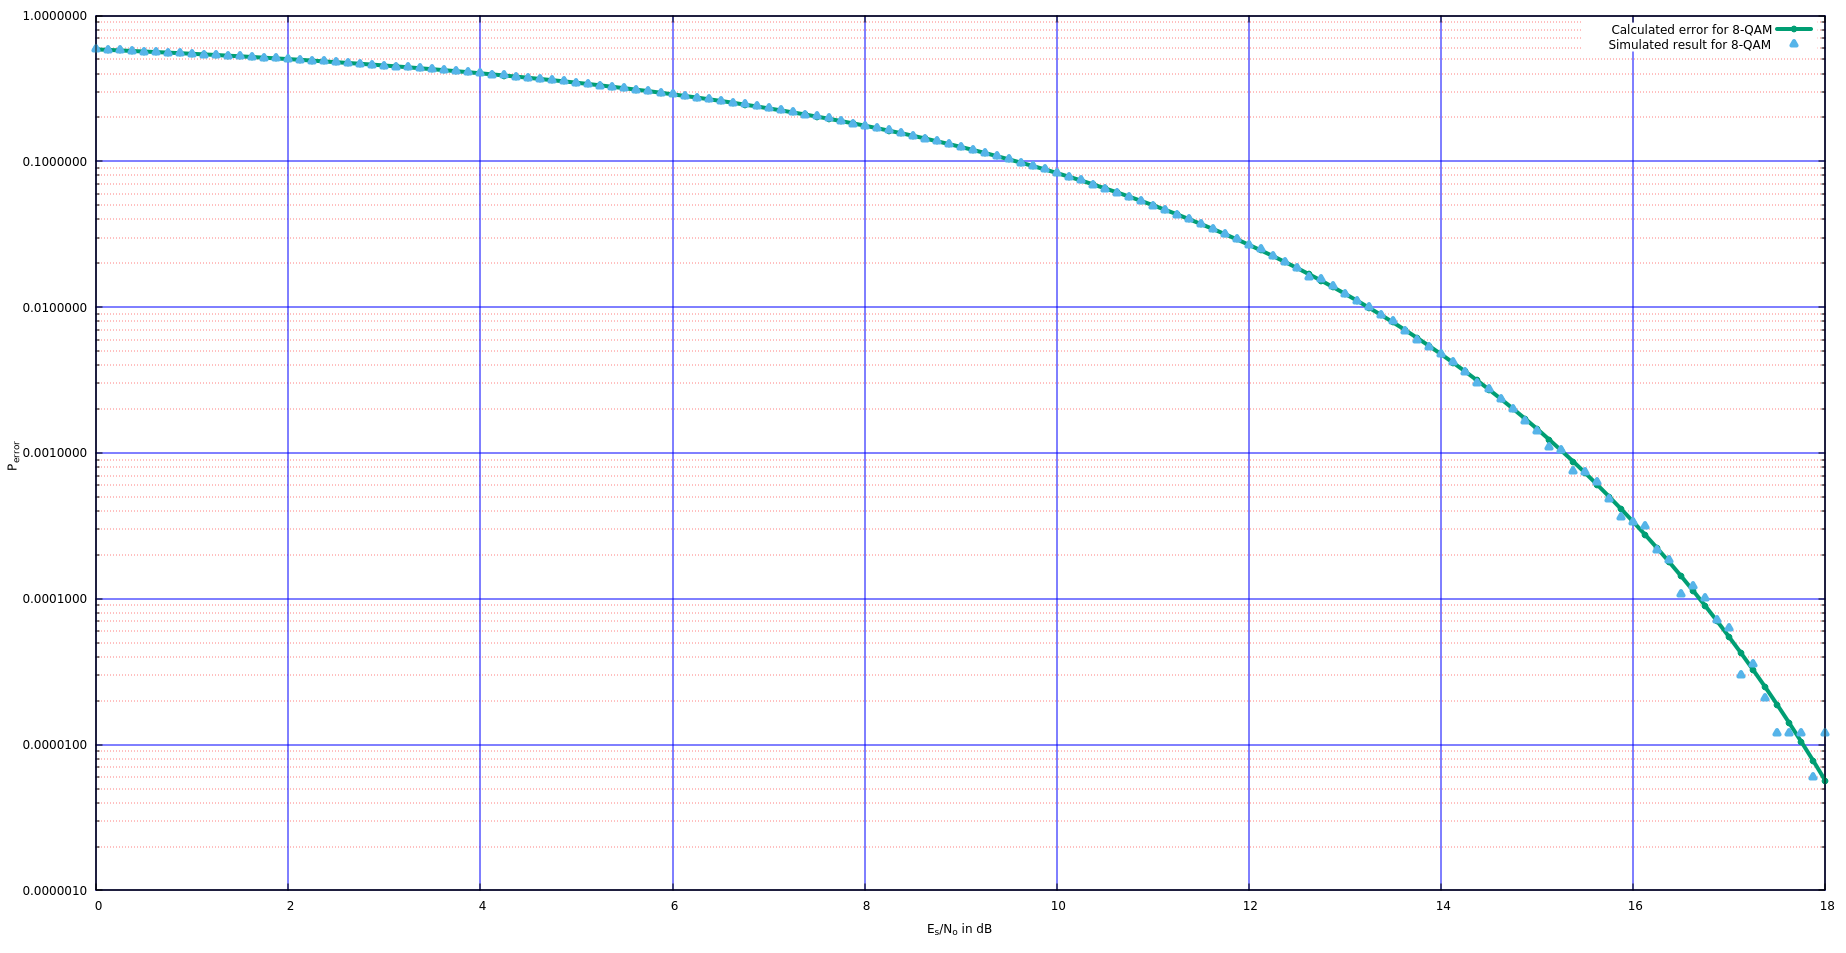 1.0000000
0.1000000
0.0100000
0.0010000
0.0001000
0.0000100
0.0000010
Perror
Calculated error for 8-QAM
Simulated result for 8-QAM
0 2 4 6 8 10 12 14 16 18
Es/No in dB